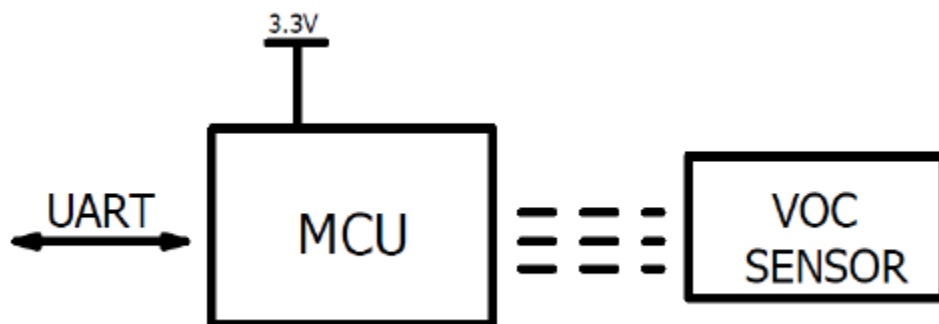 3.3V
UART
MCU
VOC
SENSOR